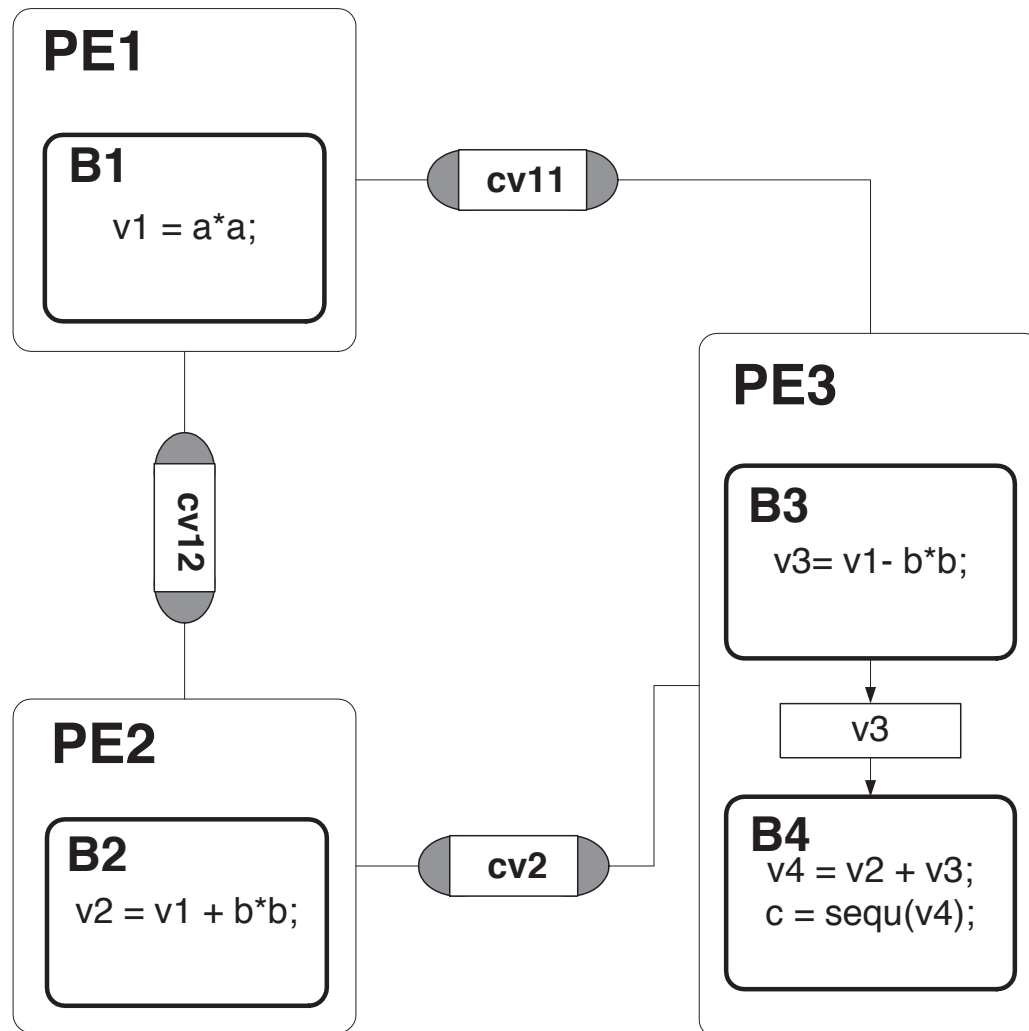 PE1
B1
v1 = a*a;
cv11
cv12
PE2
B2
v2 = v1 + b*b;
cv2
PE3
B3
v3= v1- b*b;
v3
B4
v4 = v2 + v3;
c = sequ(v4);